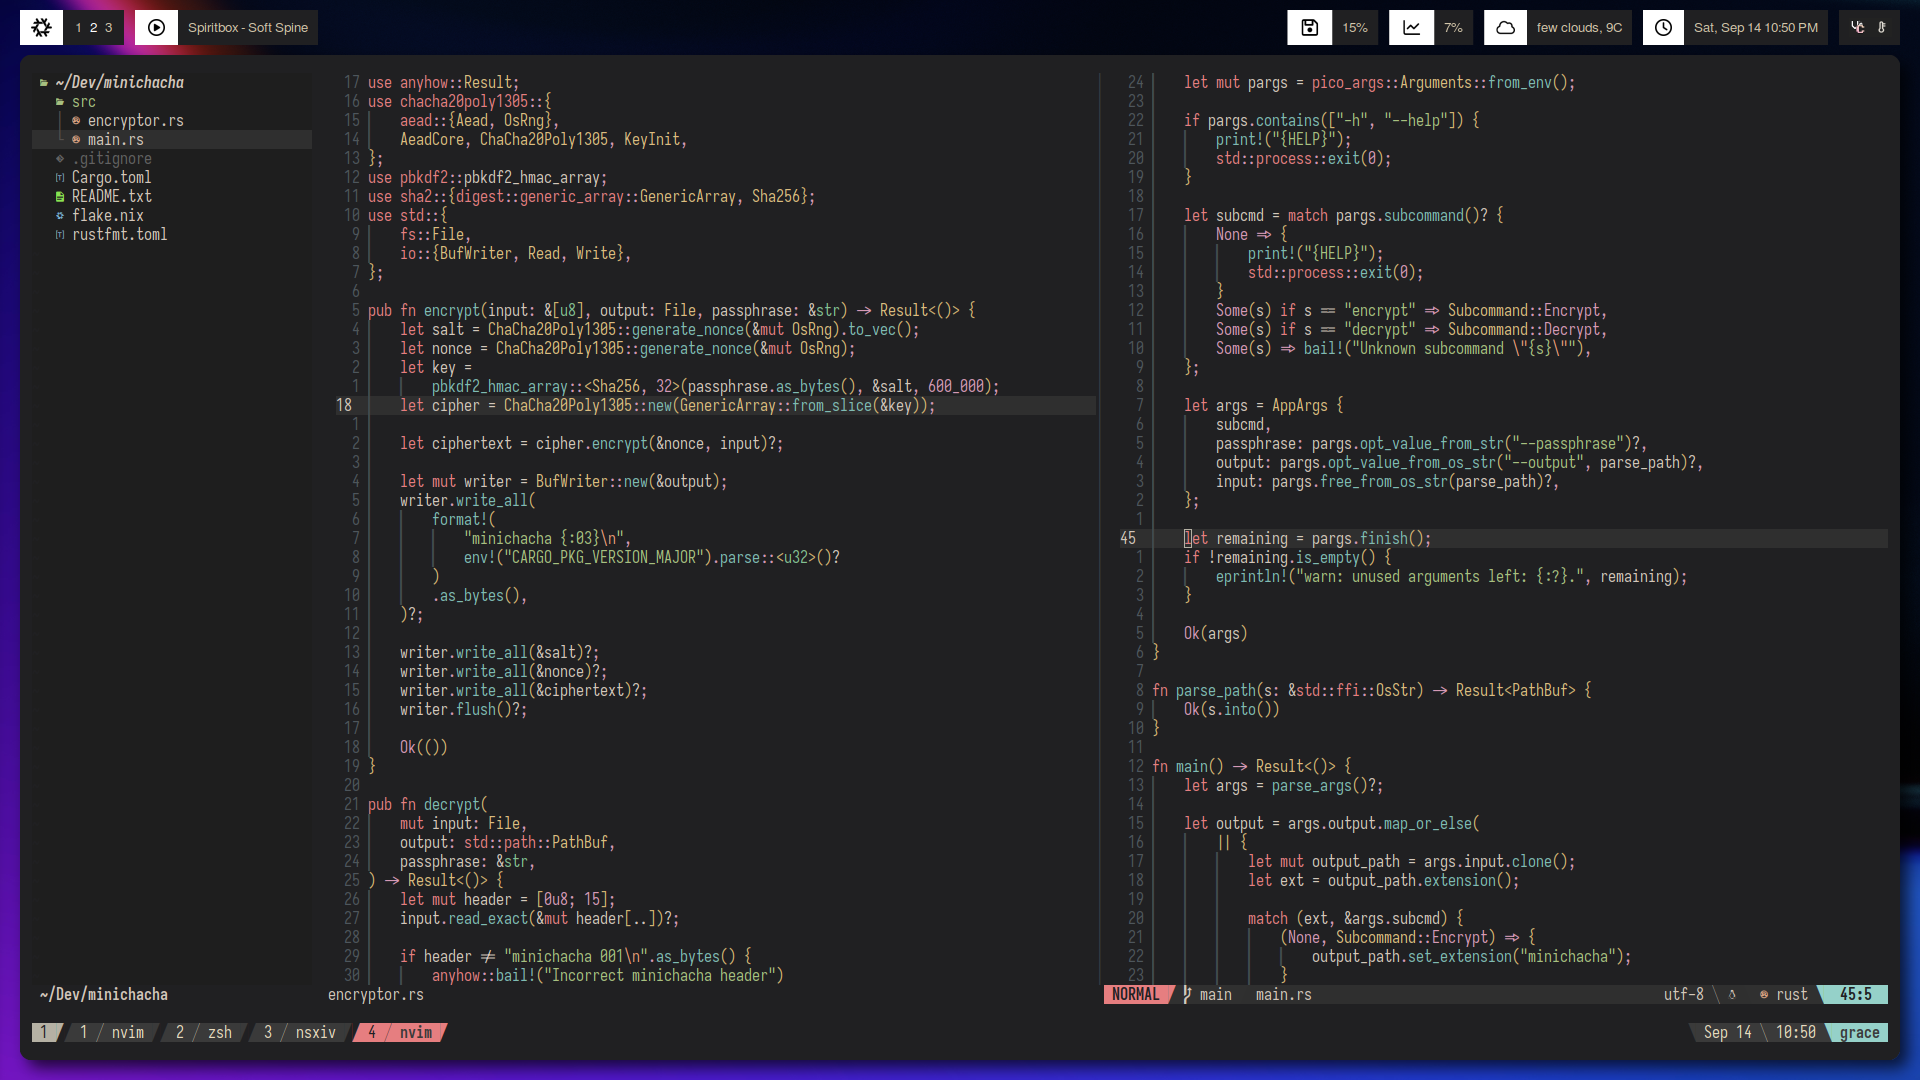 1 2 3
Spiritbox - Soft Spine
15%
7%
few clouds, 9C
Sat, Sep 14 10:50 PM
~/Dev/minichacha
src
encryptor.rs
main.rs
.gitignore
Cargo.toml
README.txt
flake.nix
rustfmt.toml
17 use anyhow::Result;
16 use chacha20poly1305::{
15     aead::{Aead, OsRng},
14     AeadCore, ChaCha20Poly1305, KeyInit,
13 };
12 use pbkdf2::pbkdf2_hmac_array;
11 use sha2::{digest::generic_array::GenericArray, Sha256};
10 use std::{
9     fs::File,
8     io::{BufWriter, Read, Write},
7 };
6
5 pub fn encrypt(input: &[u8], output: File, passphrase: &str) -> Result<()> {
4     let salt = ChaCha20Poly1305::generate_nonce(&mut OsRng).to_vec();
3     let nonce = ChaCha20Poly1305::generate_nonce(&mut OsRng);
2     let key =
1         pbkdf2_hmac_array::<Sha256, 32>(passphrase.as_bytes(), &salt, 600_000);
18     let cipher = ChaCha20Poly1305::new(GenericArray::from_slice(&key));
1
2     let ciphertext = cipher.encrypt(&nonce, input)?;
3
4     let mut writer = BufWriter::new(&output);
5     writer.write_all(
6         format!(
7             "minichacha {:03}\n",
8             env!("CARGO_PKG_VERSION_MAJOR").parse::<u32>()?
9         )
10         .as_bytes(),
11     )?;
12
13     writer.write_all(&salt)?;
14     writer.write_all(&nonce)?;
15     writer.write_all(&ciphertext)?;
16     writer.flush()?;
17
18     Ok(())
19 }
20
21 pub fn decrypt(
22     mut input: File,
23     output: std::path::PathBuf,
24     passphrase: &str,
25 ) -> Result<()> {
26     let mut header = [0u8; 15];
27     input.read_exact(&mut header[..])?;
28
29     if header != "minichacha 001\n".as_bytes() {
30         anyhow::bail!("Incorrect minichacha header")
24     let mut pargs = pico_args::Arguments::from_env();
23
22     if pargs.contains(["-h", "--help"]) {
21         print!("{HELP}");
20         std::process::exit(0);
19     }
18
17     let subcmd = match pargs.subcommand()? {
16         None => {
15             print!("{HELP}");
14             std::process::exit(0);
13         }
12         Some(s) if s == "encrypt" => Subcommand::Encrypt,
11         Some(s) if s == "decrypt" => Subcommand::Decrypt,
10         Some(s) => bail!("Unknown subcommand \"{s}\""),
9     };
8
7     let args = AppArgs {
6         subcmd,
5         passphrase: pargs.opt_value_from_str("--passphrase")?,
4         output: pargs.opt_value_from_os_str("--output", parse_path)?,
3         input: pargs.free_from_os_str(parse_path)?,
2     };
1
45     let remaining = pargs.finish();
1     if !remaining.is_empty() {
2         eprintln!("warn: unused arguments left: {:?}.", remaining);
3     }
4
5     Ok(args)
6 }
7
8 fn parse_path(s: &std::ffi::OsStr) -> Result<PathBuf> {
9     Ok(s.into())
10 }
11
12 fn main() -> Result<()> {
13     let args = parse_args()?;
14
15     let output = args.output.map_or_else(
16         || {
17             let mut output_path = args.input.clone();
18             let ext = output_path.extension();
19
20             match (ext, &args.subcmd) {
21                 (None, Subcommand::Encrypt) => {
22                     output_path.set_extension("minichacha");
23                 }
~/Dev/minichacha
encryptor.rs
NORMAL main main.rs utf-8 rust 45:5
1 1 nvim 2 zsh 3 nsxiv 4 nvim
Sep 14 10:50 grace